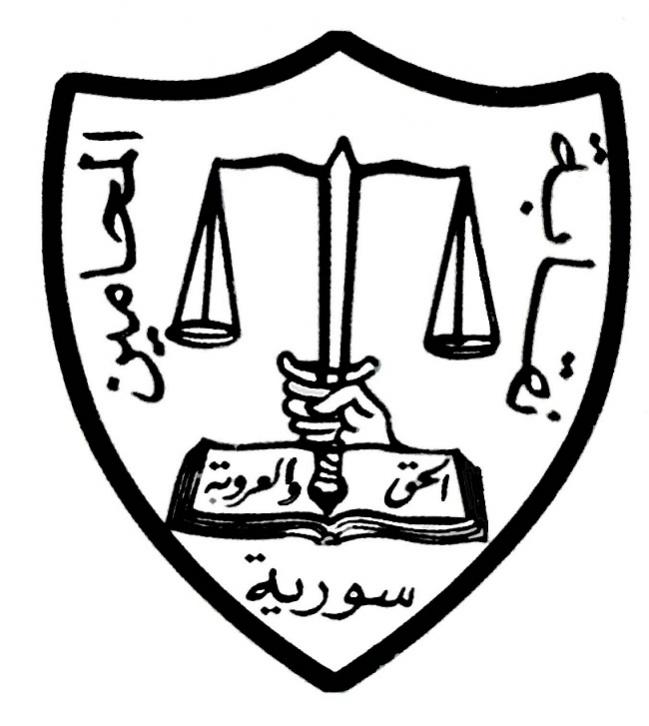 نقابة
المحامين
الحق
والعروبة
سورية